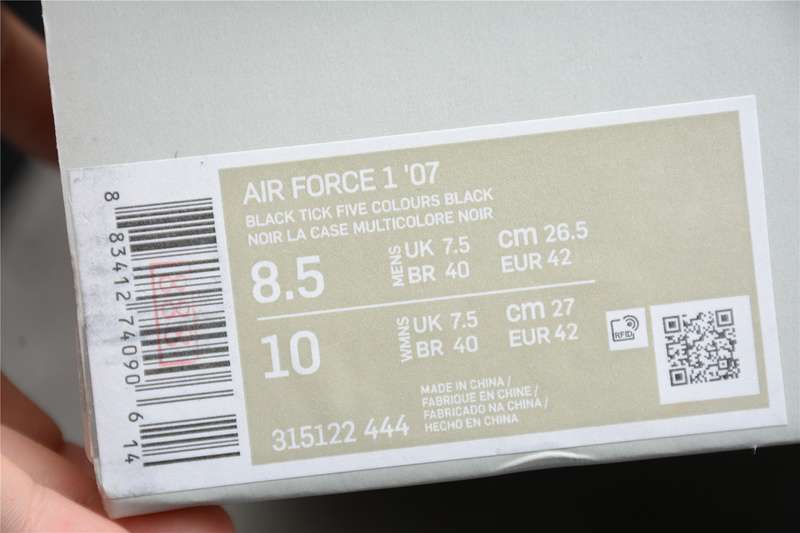 AIR FORCE 1 '07
BLACK TICK FIVE COLOURS BLACK
NOIR LA CASE MULTICOLORE NOIR
8.5 MENS UK 7.5 cm 26.5
BR 40 EUR 42
10 WMNS UK 7.5 cm 27
BR 40 EUR 42
RFID
315122 444
MADE IN CHINA /
FABRIQUE EN CHINE /
FABRICADO NA CHINA /
HECHO EN CHINA
8 83412 74090 6 14